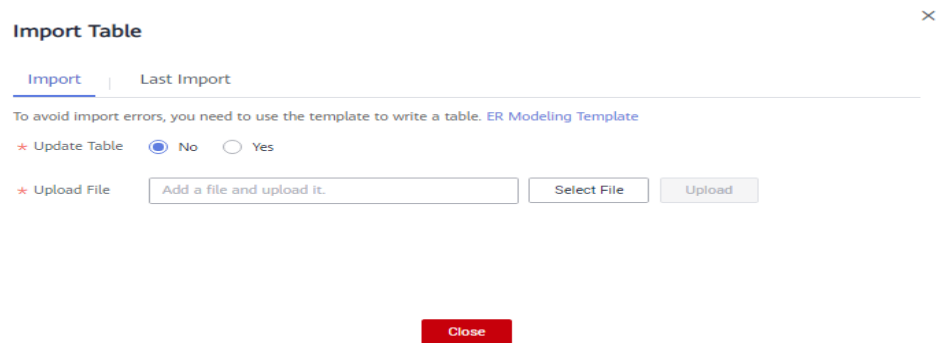 Import Table
Import | Last Import
To avoid import errors, you need to use the template to write a table. ER Modeling Template
* Update Table No Yes
* Upload File Add a file and upload it. Select File Upload
Close